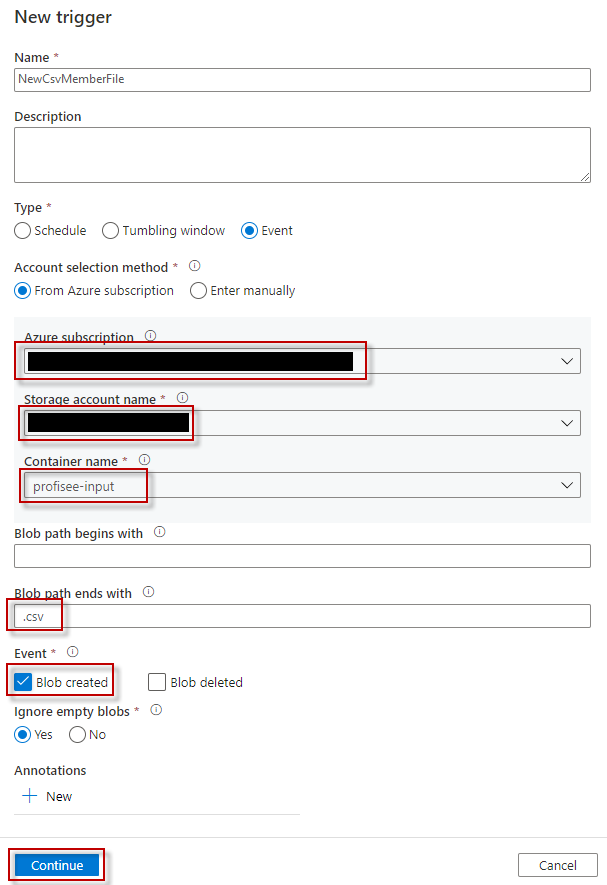 New trigger
Name *
NewCsvMemberFile
Description
Type *
Schedule Tumbling window Event
Account selection method *
From Azure subscription Enter manually
Azure subscription
Storage account name *
Container name *
profisee-input
Blob path begins with
Blob path ends with
.csv
Event *
Blob created Blob deleted
Ignore empty blobs *
Yes No
Annotations
New
Continue Cancel